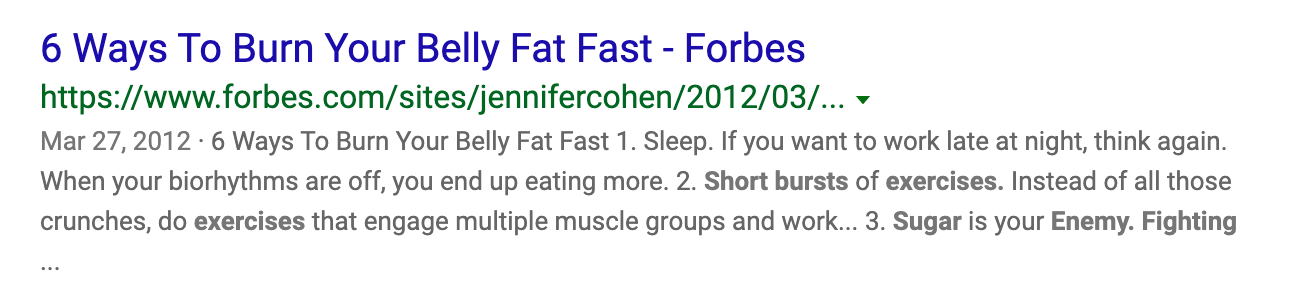 6 Ways To Burn Your Belly Fat Fast - Forbes
https://www.forbes.com/sites/jennifercohen/2012/03/...
Mar 27, 2012 · 6 Ways To Burn Your Belly Fat Fast 1. Sleep. If you want to work late at night, think again.
When your biorhythms are off, you end up eating more. 2. Short bursts of exercises. Instead of all those
crunches, do exercises that engage multiple muscle groups and work... 3. Sugar is your Enemy. Fighting
...